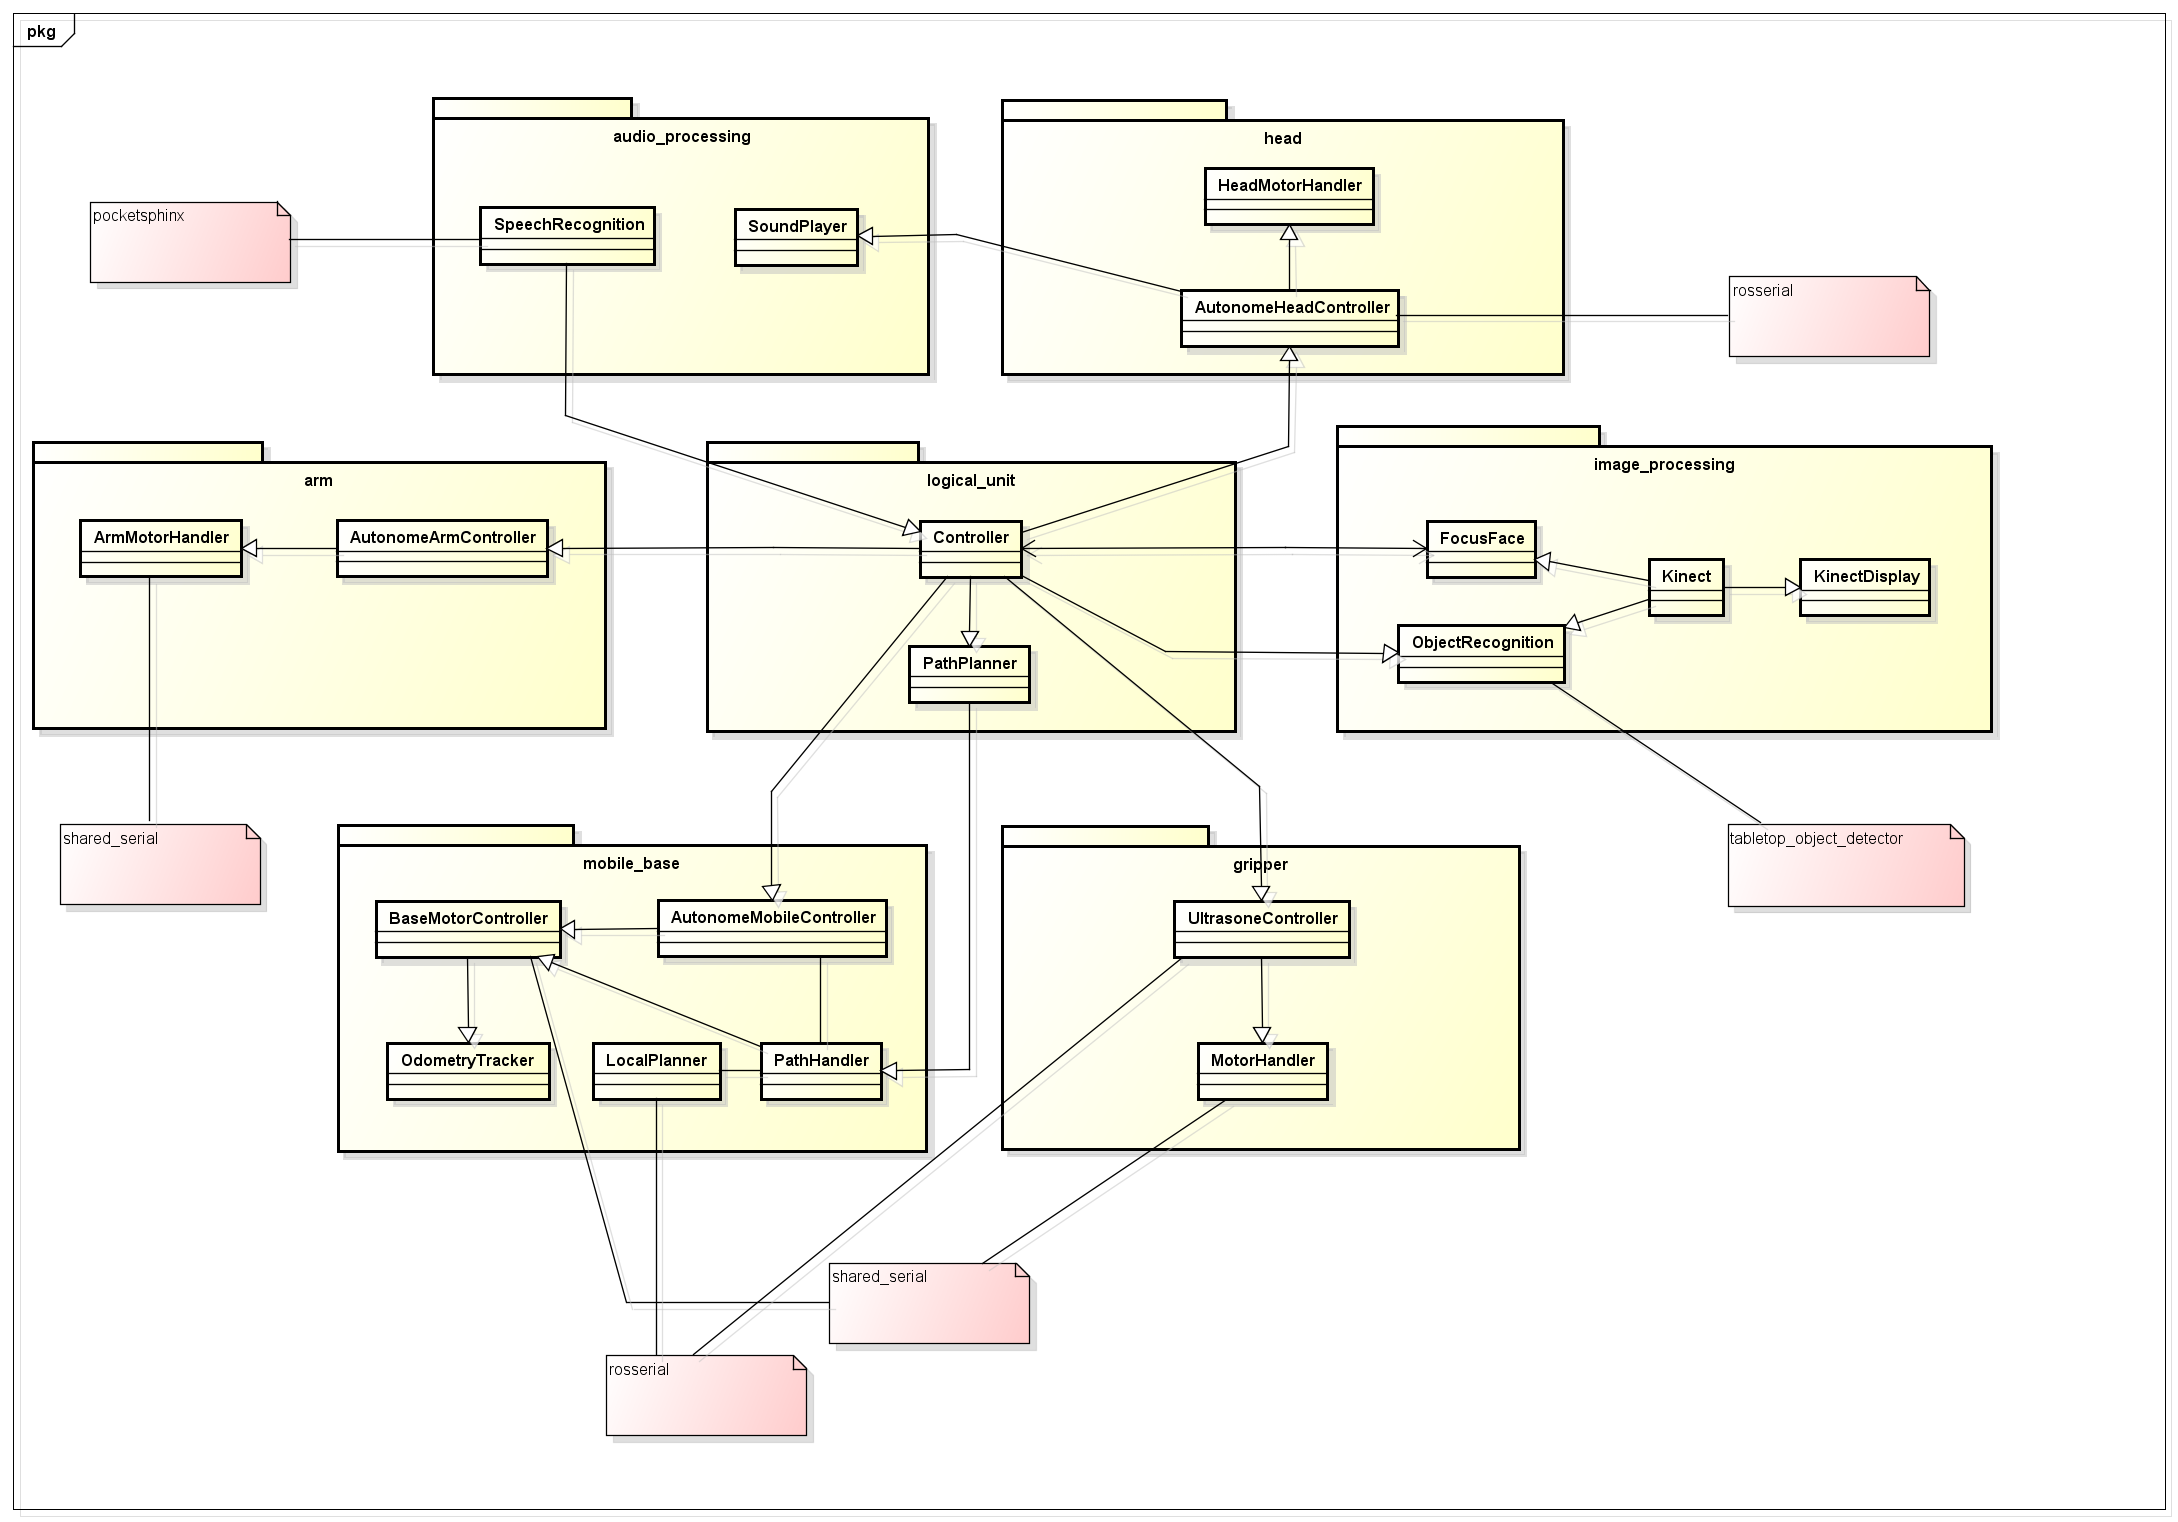 pkg
audio_processing
head
HeadMotorHandler
pocketsphinx
SpeechRecognition
SoundPlayer
AutonomeHeadController
rosserial
arm
logical_unit
image_processing
ArmMotorHandler
AutonomeArmController
Controller
FocusFace
Kinect
KinectDisplay
PathPlanner
ObjectRecognition
shared_serial
tabletop_object_detector
mobile_base
gripper
BaseMotorController
AutonomeMobileController
UltrasoneController
OdometryTracker
LocalPlanner
PathHandler
MotorHandler
shared_serial
rosserial